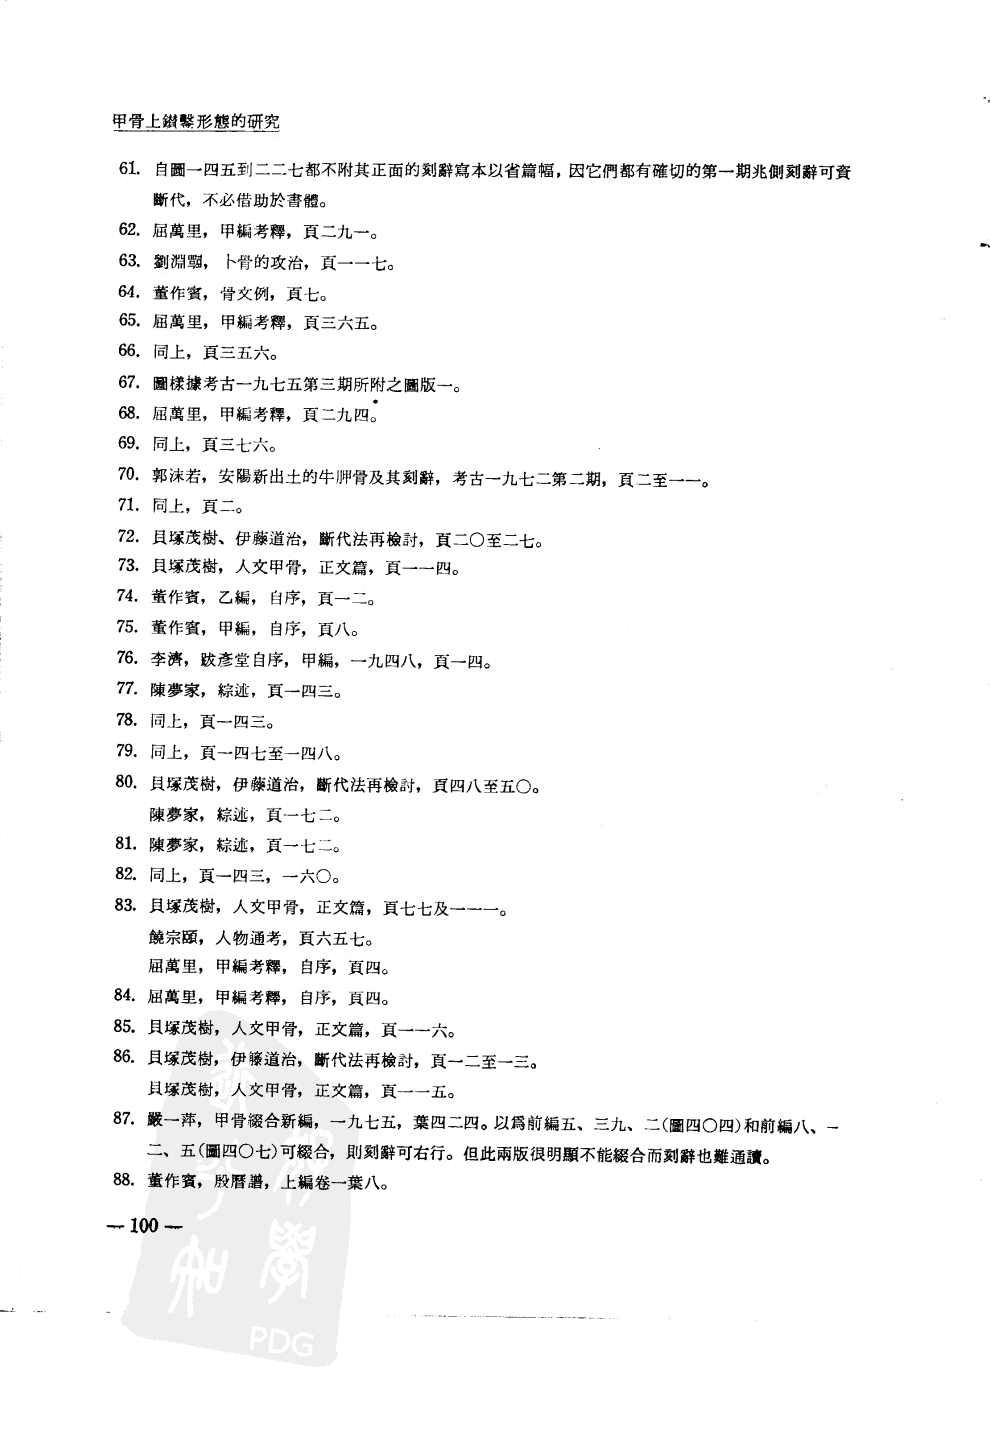 甲骨上鑚鑿形態的研究
61. 自圖一四五到二二七都不附其正面的刻辭寫本以省篇幅，因它們都有確切的第一期兆側刻辭可資
斷代，不必借助於書體。
62. 屈萬里，甲編考釋，頁二九一。
63. 劉淵臨，卜骨的攻治，頁一一七。
64. 董作賓，骨文例，頁七。
65. 屈萬里，甲編考釋，頁三六五。
66. 同上，頁三五六。
67. 圖樣據考古一九七五第三期所附之圖版一。
68. 屈萬里，甲編考釋，頁二九四。
69. 同上，頁三七六。
70. 郭沫若，安陽新出土的牛胛骨及其刻辭，考古一九七二第二期，頁二至一一。
71. 同上，頁二。
72. 貝塚茂樹、伊藤道治，斷代法再檢討，頁二〇至二七。
73. 貝塚茂樹，人文甲骨，正文篇，頁一一四。
74. 董作賓，乙編，自序，頁一二。
75. 董作賓，甲編，自序，頁八。
76. 李濟，跋彥堂自序，甲編，一九四八，頁一四。
77. 陳夢家，綜述，頁一四三。
78. 同上，頁一四三。
79. 同上，頁一四七至一四八。
80. 貝塚茂樹，伊藤道治，斷代法再檢討，頁四八至五〇。
陳夢家，綜述，頁一七二。
81. 陳夢家，綜述，頁一七二。
82. 同上，頁一四三，一六〇。
83. 貝塚茂樹，人文甲骨，正文篇，頁七七及一一一。
饒宗頤，人物通考，頁六五七。
屈萬里，甲編考釋，自序，頁四。
84. 屈萬里，甲編考釋，自序，頁四。
85. 貝塚茂樹，人文甲骨，正文篇，頁一一六。
86. 貝塚茂樹，伊藤道治，斷代法再檢討，頁一二至一三。
貝塚茂樹，人文甲骨，正文篇，頁一一五。
87. 嚴一萍，甲骨綴合新編，一九七五，葉四二四。以爲前編五、三九、二（圖四〇四）和前編八、一
二、五（圖四〇七）可綴合，則刻辭可右行。但此兩版很明顯不能綴合而刻辭也難通讀。
88. 董作賓，殷曆譜，上編卷一葉八。
— 100 —
PDG